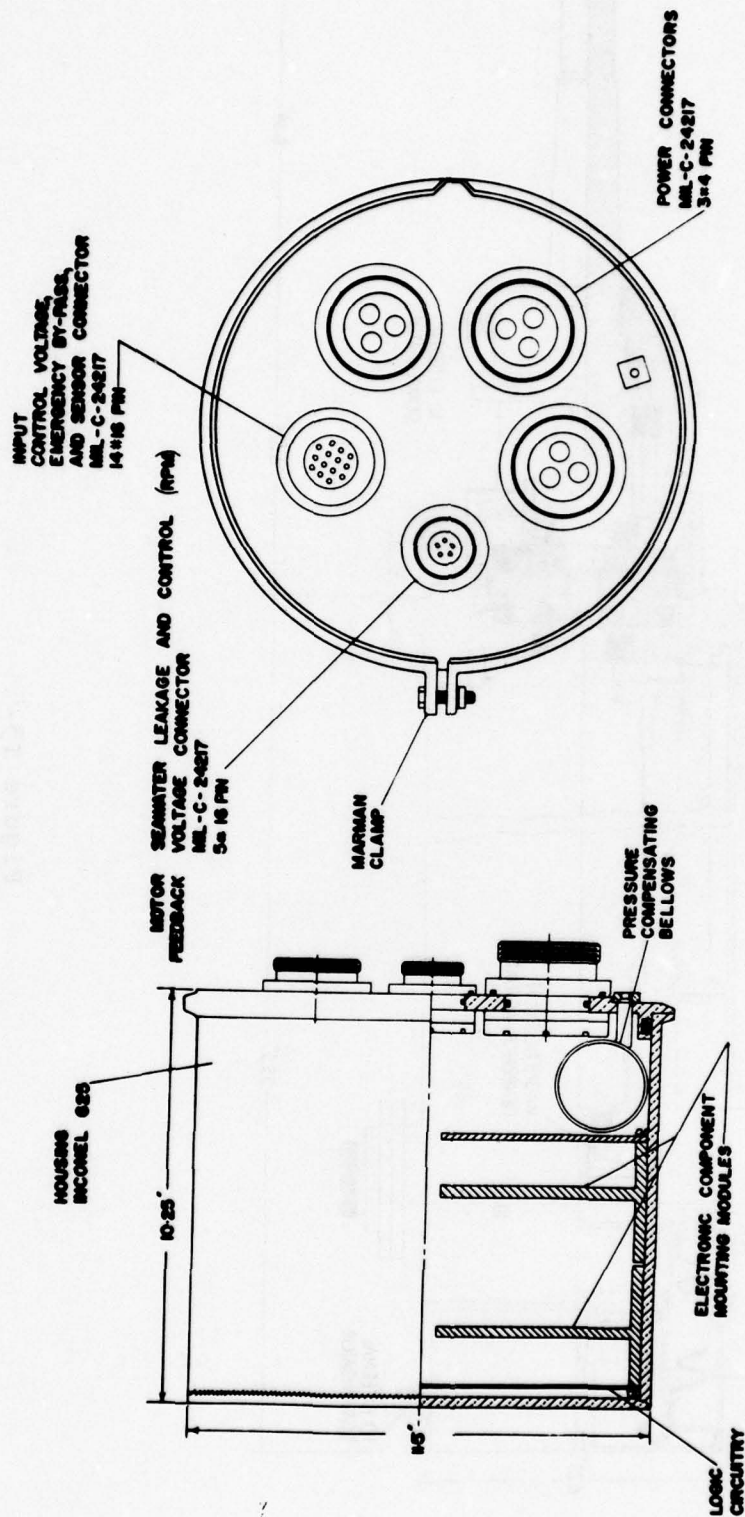 INPUT
CONTROL VOLTAGE,
EMERGENCY BY-PASS,
AND SENSOR CONNECTOR
MIL-C-24217
14#16 PIN
MOTOR SEAWATER LEAKAGE AND CONTROL (RPM)
FEEDBACK VOLTAGE CONNECTOR
MIL-C-24217
5# 16 PIN
POWER CONNECTORS
MIL-C-24217
3#4 PIN
MARMAN
CLAMP
HOUSING
INCONEL 625
10·25"
11·5"
PRESSURE
COMPENSATING
BELLOWS
ELECTRONIC COMPONENT
MOUNTING MODULES
LOGIC
CIRCUITRY